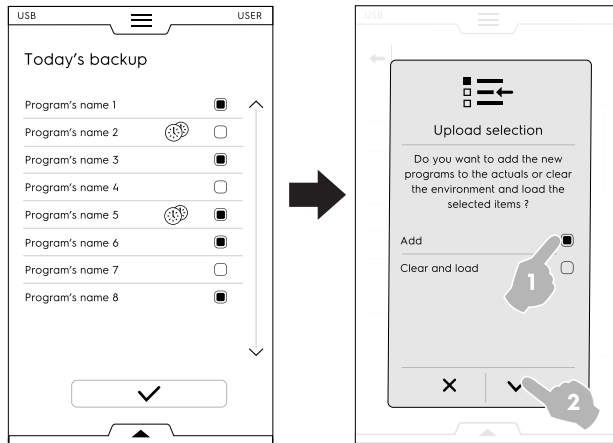 USB
USER
Today's backup
Program's name 1
Program's name 2
Program's name 3
Program's name 4
Program's name 5
Program's name 6
Program's name 7
Program's name 8
USB
Upload selection
Do you want to add the new
programs to the actuals or clear
the environment and load the
selected items ?
Add
1
Clear and load
2